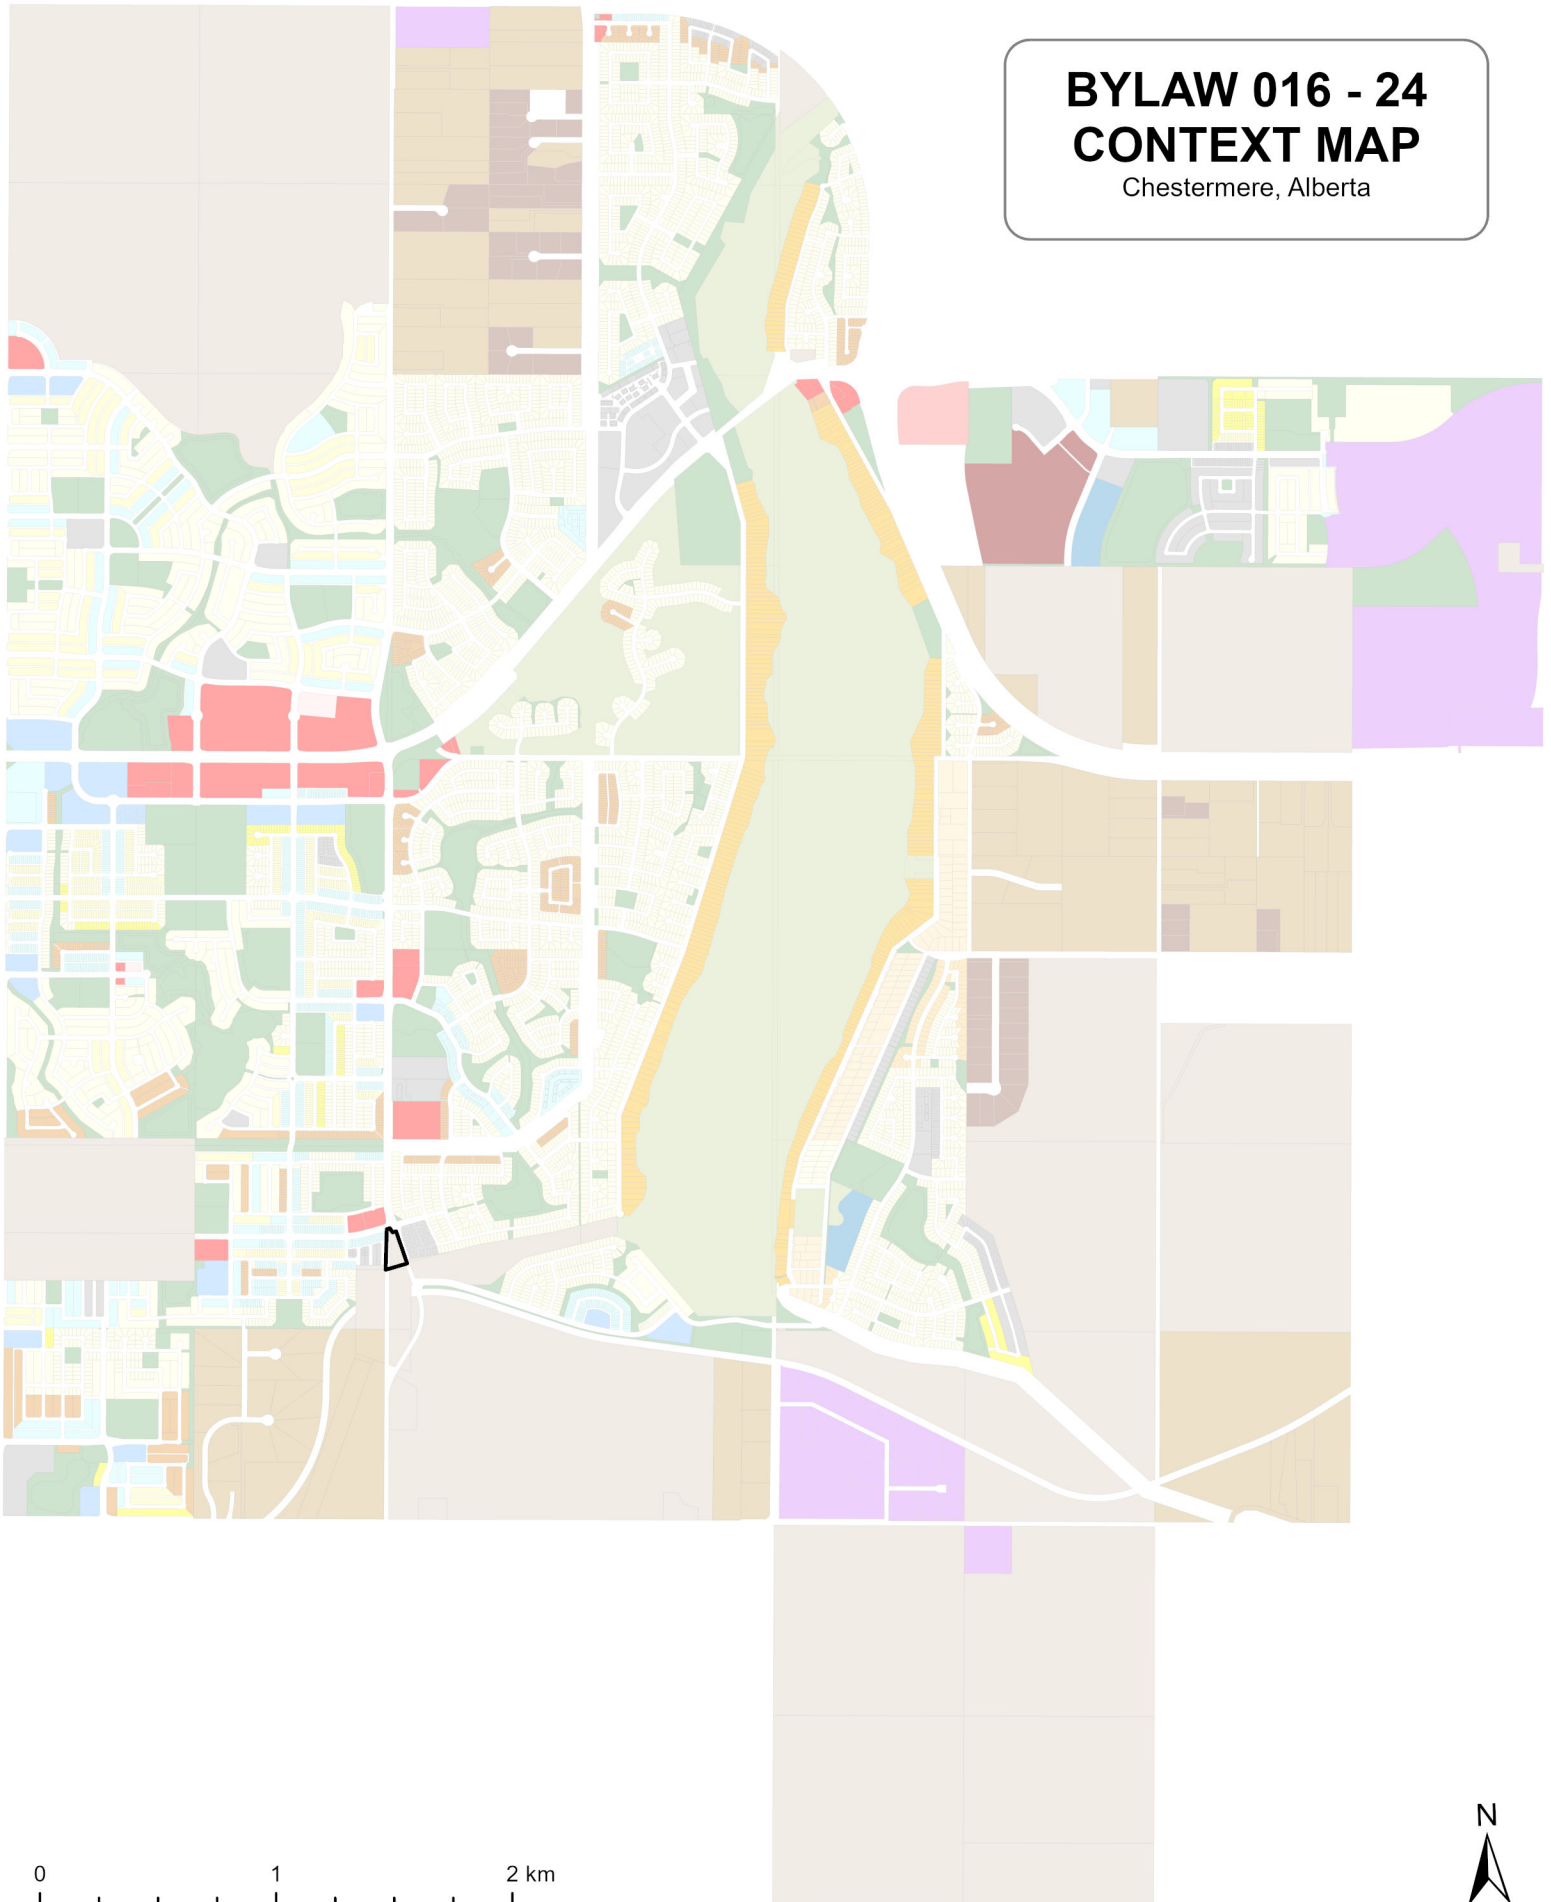 BYLAW 016 - 24
CONTEXT MAP
Chestermere, Alberta
N
0 1 2 km